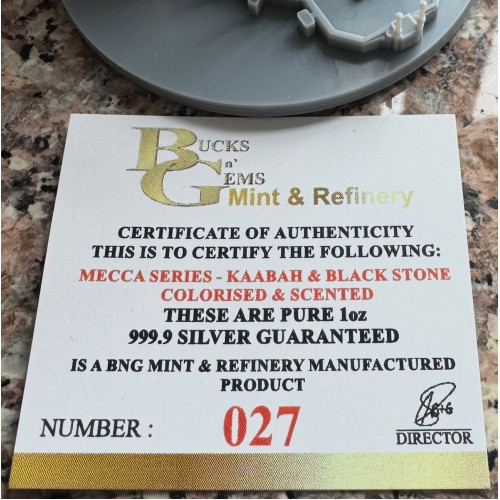 BUCKS
n'
GEMS
Mint & Refinery
CERTIFICATE OF AUTHENTICITY
THIS IS TO CERTIFY THE FOLLOWING:
MECCA SERIES - KAABAH & BLACK STONE
COLORISED & SCENTED
THESE ARE PURE 1oz
999.9 SILVER GUARANTEED
IS A BNG MINT & REFINERY MANUFACTURED
PRODUCT
NUMBER : 027
DIRECTOR